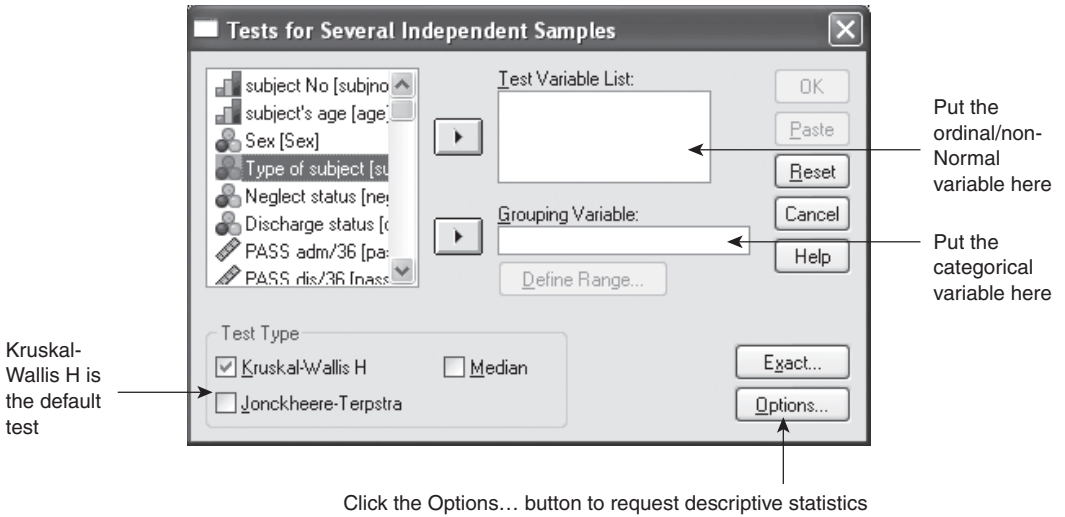 Tests for Several Independent Samples
subject No [subjno
subject's age [age]
Sex [Sex]
Type of subject [su
Neglect status [neg
Discharge status [d
PASS adm/36 [pas
PASS dis/36 [pass
Test Variable List:
Grouping Variable:
Define Range...
OK
Paste
Reset
Cancel
Help
Test Type
Kruskal-Wallis H
Median
Jonckheere-Terpstra
Exact...
Options...
Put the
ordinal/non-
Normal
variable here
Put the
categorical
variable here
Kruskal-
Wallis H is
the default
test
Click the Options… button to request descriptive statistics